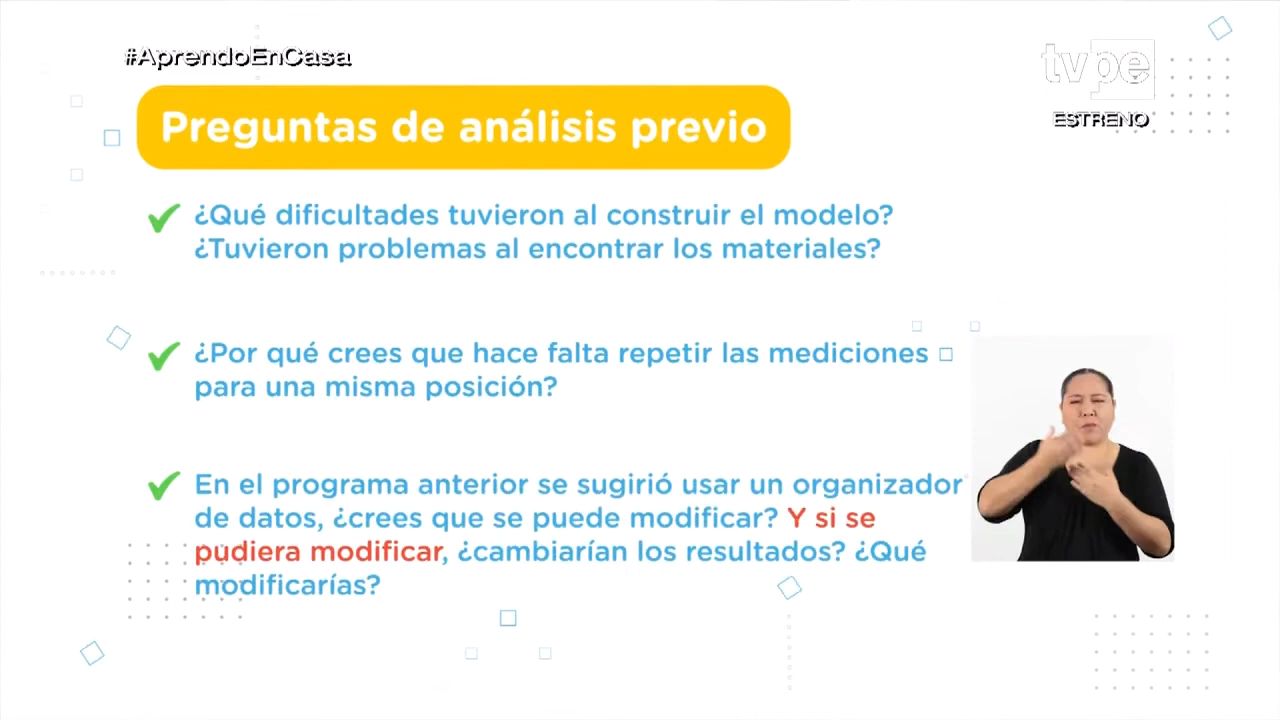 #AprendoEnCasa
tvpe
ESTRENO
Preguntas de análisis previo
¿Qué dificultades tuvieron al construir el modelo?
¿Tuvieron problemas al encontrar los materiales?
¿Por qué crees que hace falta repetir las mediciones
para una misma posición?
En el programa anterior se sugirió usar un organizador
de datos, ¿crees que se puede modificar? Y si se
pudiera modificar, ¿cambiarían los resultados? ¿Qué
modificarías?